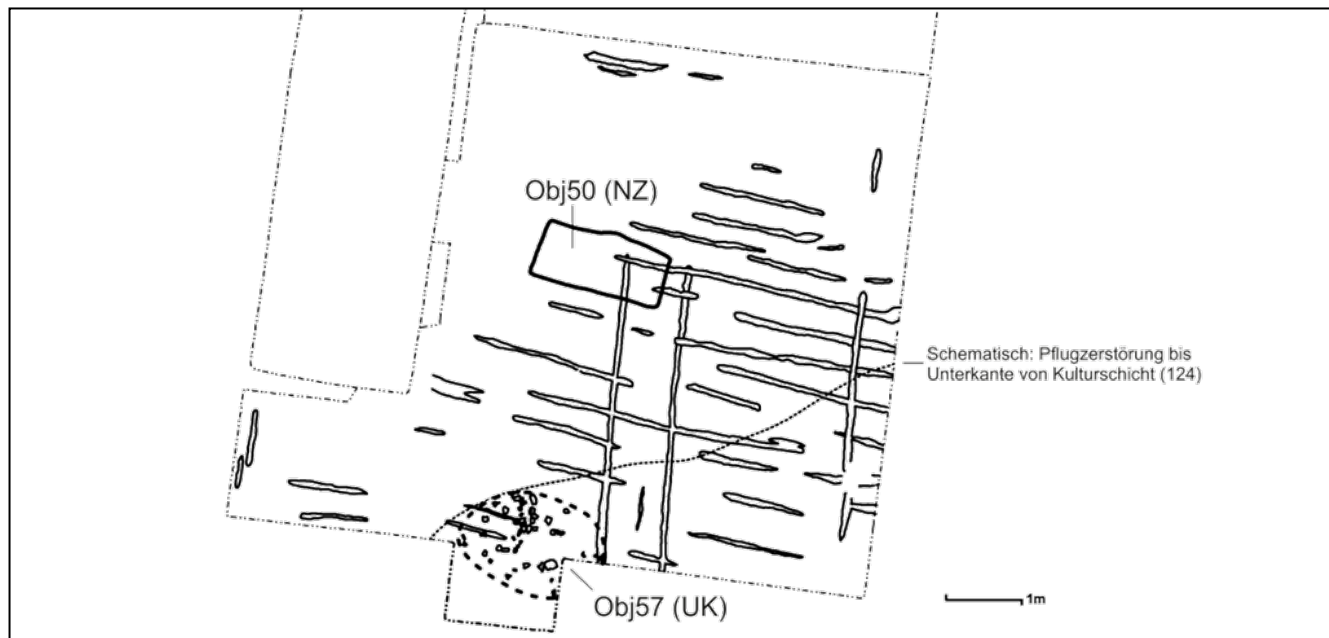 Obj50 (NZ)
Schematisch: Pflugzerstörung bis
Unterkante von Kulturschicht (124)
Obj57 (UK)
1m